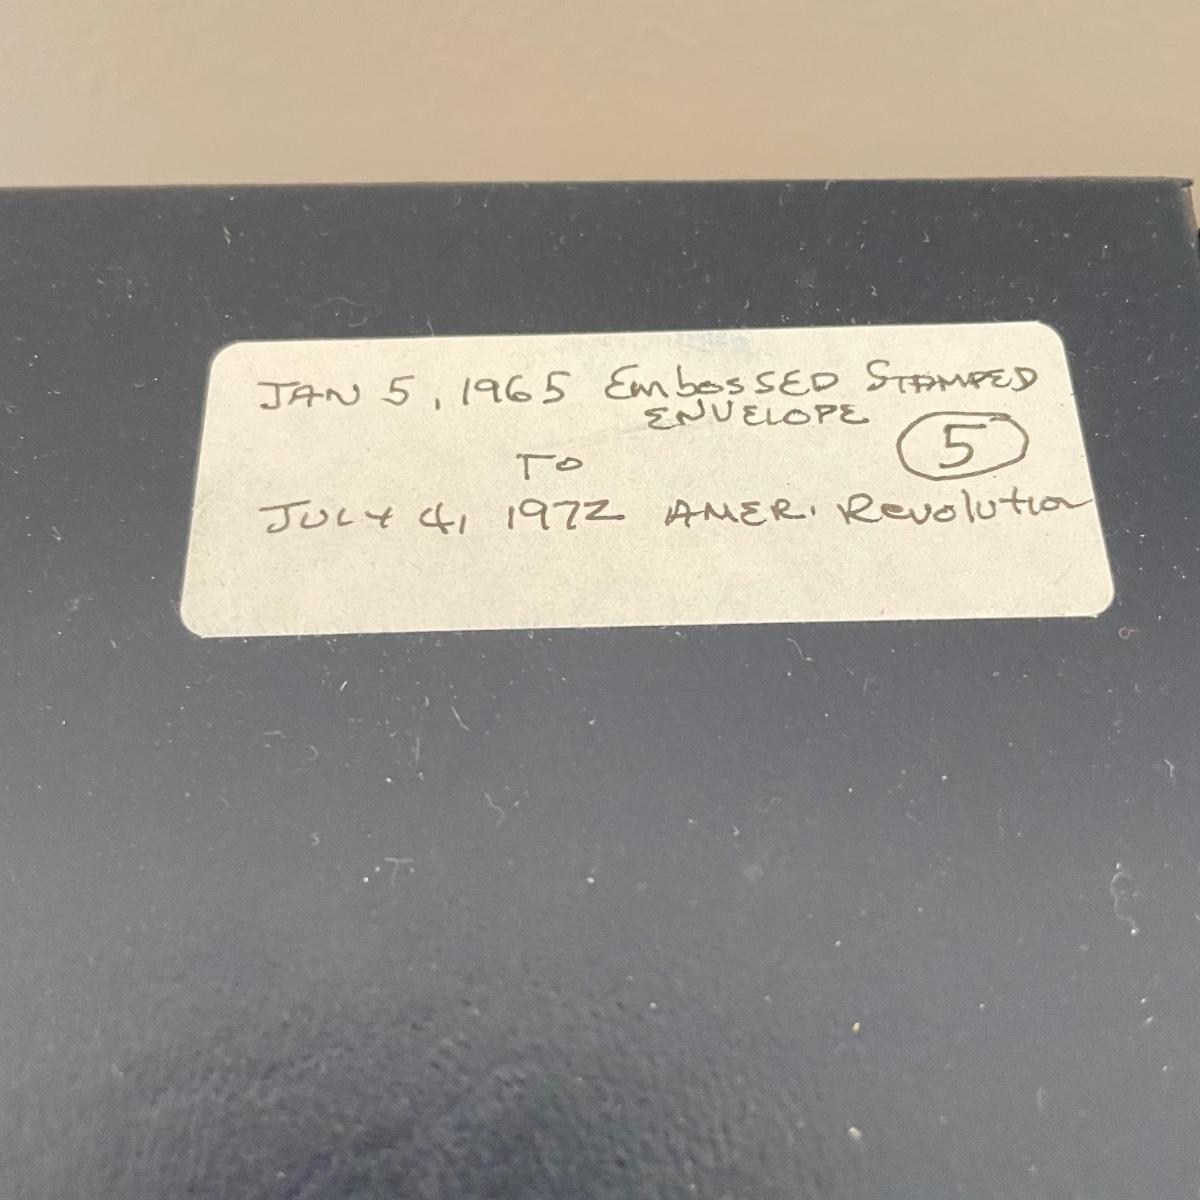 JAN 5, 1965 EmbosSED STAMPED
ENVELOPE
5
TO
JULY 4, 1972 AMER. Revolution